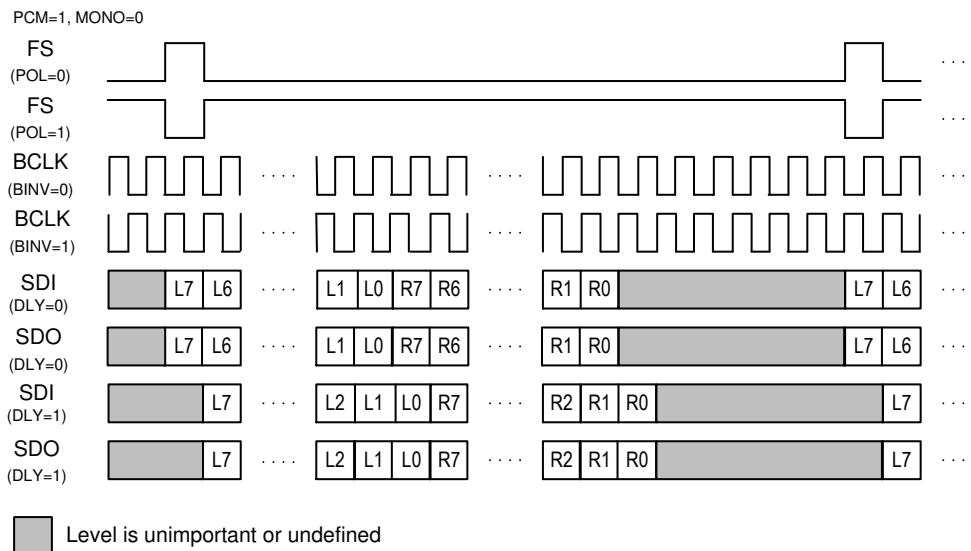 PCM=1, MONO=0
FS
(POL=0)
. . .
FS
(POL=1)
. . .
BCLK
(BINV=0)
. . . . . . . . . . .
BCLK
(BINV=1)
. . . . . . . . . . .
SDI
(DLY=0)
L7 L6 . . . . L1 L0 R7 R6 . . . . R1 R0 L7 L6 . . .
SDO
(DLY=0)
L7 L6 . . . . L1 L0 R7 R6 . . . . R1 R0 L7 L6 . . .
SDI
(DLY=1)
L7 . . . . L2 L1 L0 R7 . . . . R2 R1 R0 L7 . . .
SDO
(DLY=1)
L7 . . . . L2 L1 L0 R7 . . . . R2 R1 R0 L7 . . .
Level is unimportant or undefined